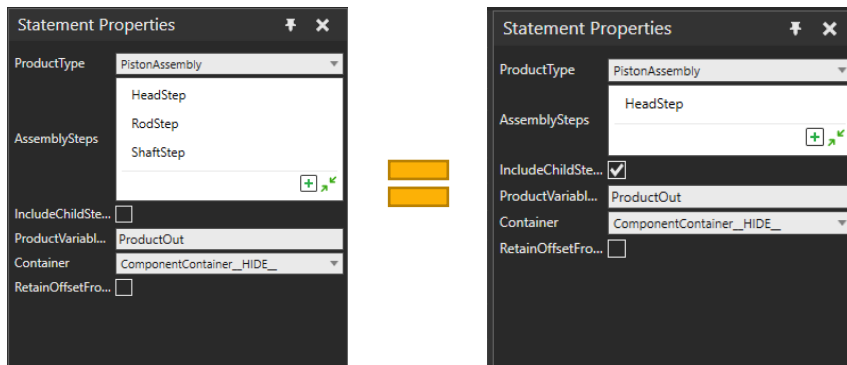 Statement Properties
ProductType PistonAssembly
HeadStep
RodStep
AssemblySteps
ShaftStep
IncludeChildSte...
ProductVariabl... ProductOut
Container ComponentContainer__HIDE__
RetainOffsetFro...
Statement Properties
ProductType PistonAssembly
HeadStep
AssemblySteps
IncludeChildSte...
ProductVariabl... ProductOut
Container ComponentContainer__HIDE__
RetainOffsetFro...